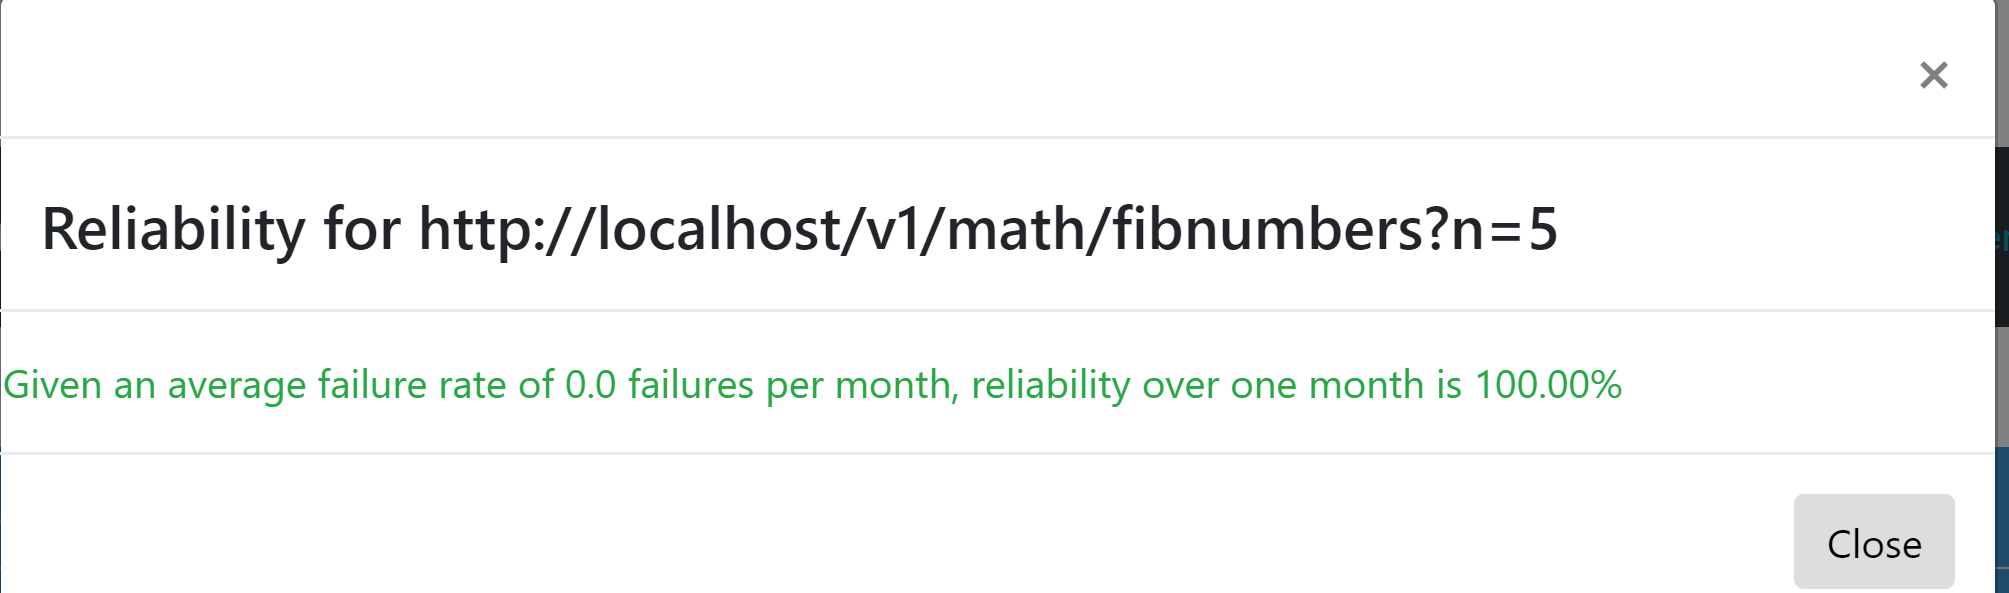 ×
Reliability for http://localhost/v1/math/fibnumbers?n=5
Given an average failure rate of 0.0 failures per month, reliability over one month is 100.00%
Close